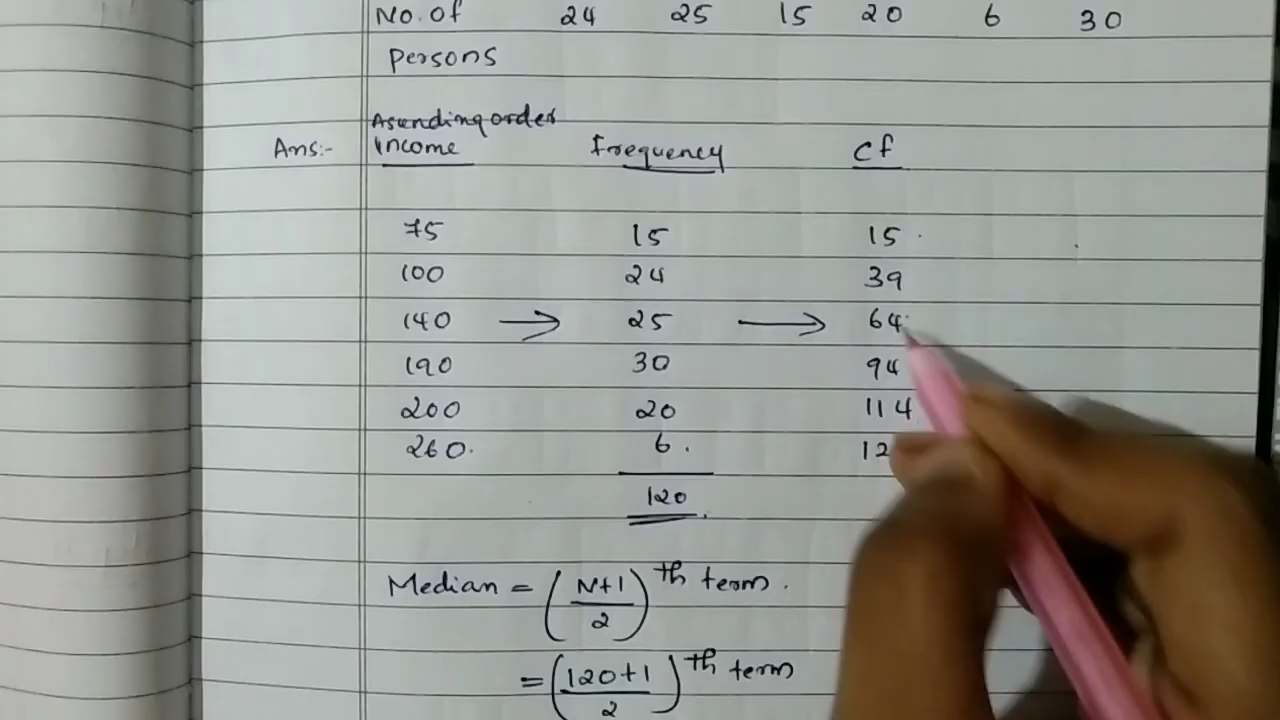 No. of 24 25 15 20 6 30
Persons
Asending order
Ans:- Income Frequency Cf
75 15 15
100 24 39
140 → 25 → 64
190 30 94
200 20 114
260. 6. 12
120
Median = (N+1/2)th term.
= (120+1/2)th term